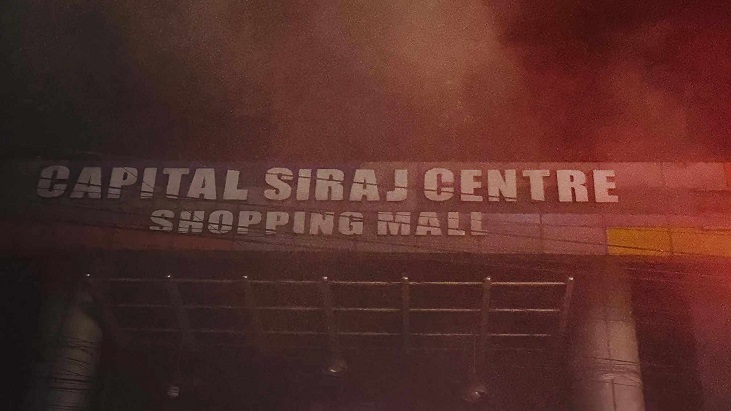 CAPITAL SIRAJ CENTRE
SHOPPING MALL